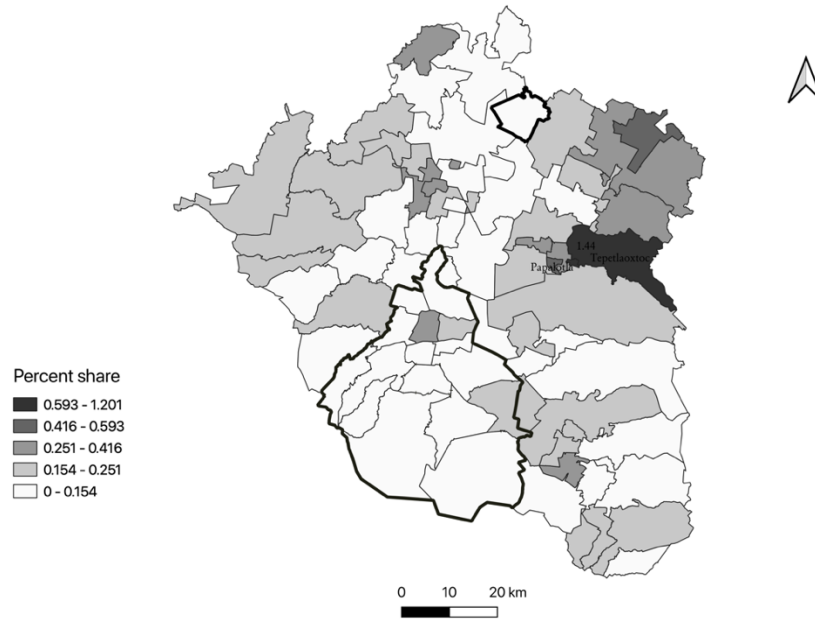 1.44
Tepetlaoxtoc
Papalotla
Percent share
0.593 - 1.201
0.416 - 0.593
0.251 - 0.416
0.154 - 0.251
0 - 0.154
0 10 20 km